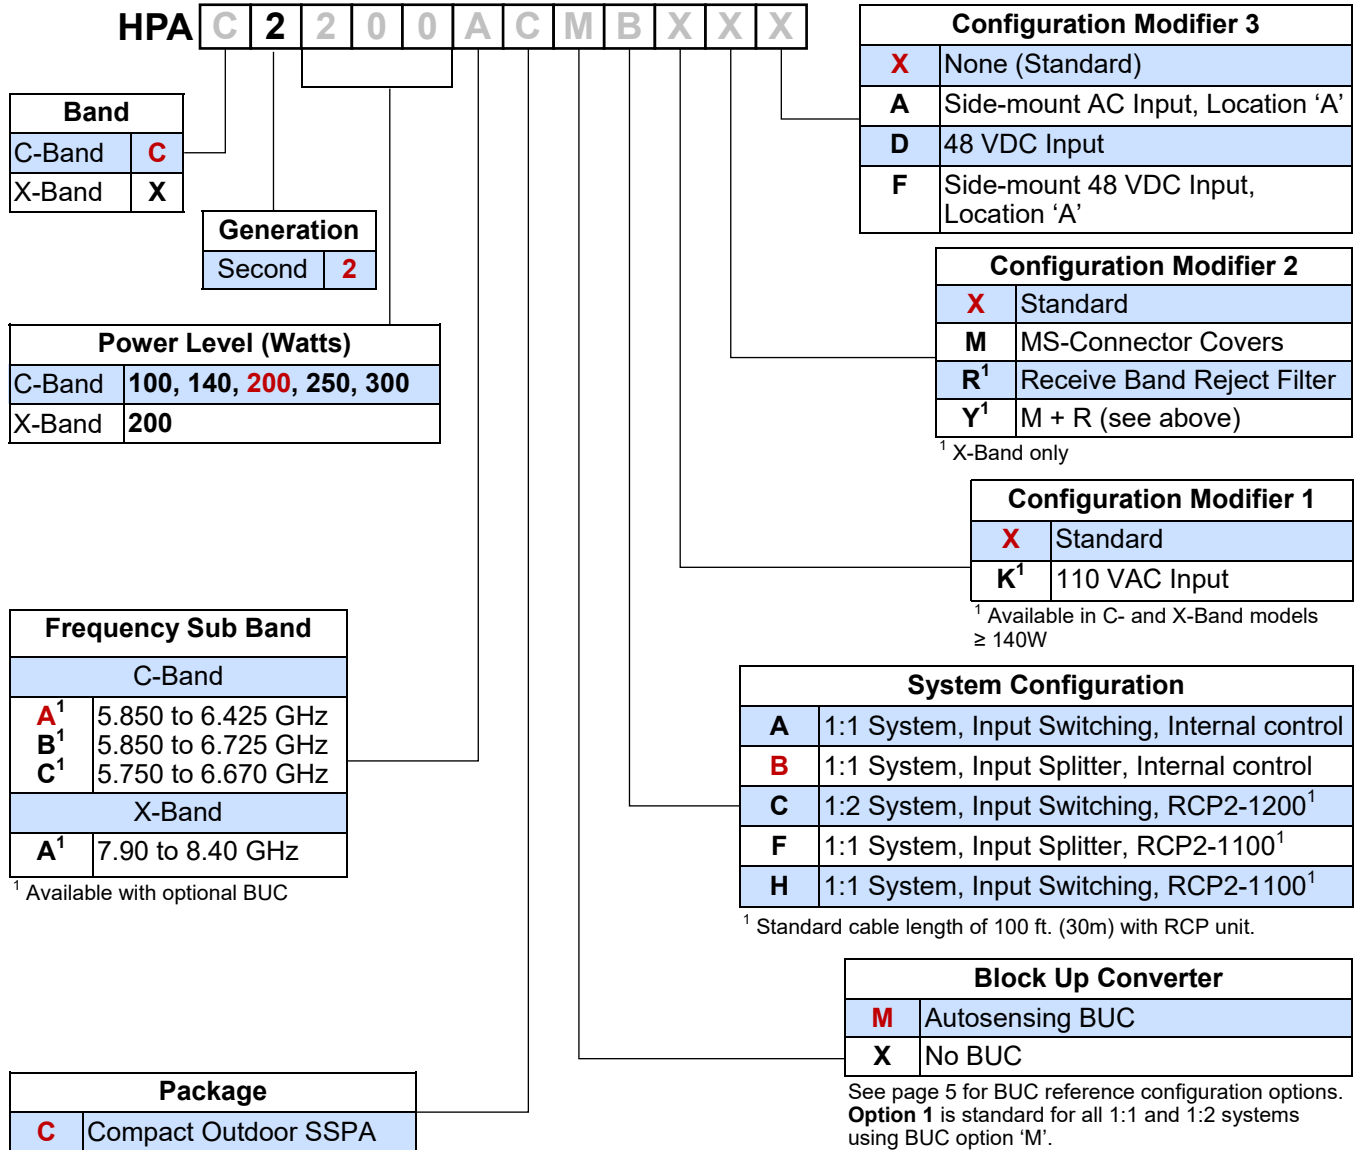 HPA C 2 2 0 0 A C M B X X X
Band
C-Band C
X-Band X
Generation
Second 2
Power Level (Watts)
C-Band 100, 140, 200, 250, 300
X-Band 200
Frequency Sub Band
C-Band
A¹ 5.850 to 6.425 GHz
B¹ 5.850 to 6.725 GHz
C¹ 5.750 to 6.670 GHz
X-Band
A¹ 7.90 to 8.40 GHz
¹ Available with optional BUC
Package
C Compact Outdoor SSPA
Configuration Modifier 3
X None (Standard)
A Side-mount AC Input, Location ‘A’
D 48 VDC Input
F Side-mount 48 VDC Input,
Location ‘A’
Configuration Modifier 2
X Standard
M MS-Connector Covers
R¹ Receive Band Reject Filter
Y¹ M + R (see above)
¹ X-Band only
Configuration Modifier 1
X Standard
K¹ 110 VAC Input
¹ Available in C- and X-Band models
≥ 140W
System Configuration
A 1:1 System, Input Switching, Internal control
B 1:1 System, Input Splitter, Internal control
C 1:2 System, Input Switching, RCP2-1200¹
F 1:1 System, Input Splitter, RCP2-1100¹
H 1:1 System, Input Switching, RCP2-1100¹
¹ Standard cable length of 100 ft. (30m) with RCP unit.
Block Up Converter
M Autosensing BUC
X No BUC
See page 5 for BUC reference configuration options.
Option 1 is standard for all 1:1 and 1:2 systems
using BUC option ‘M’.